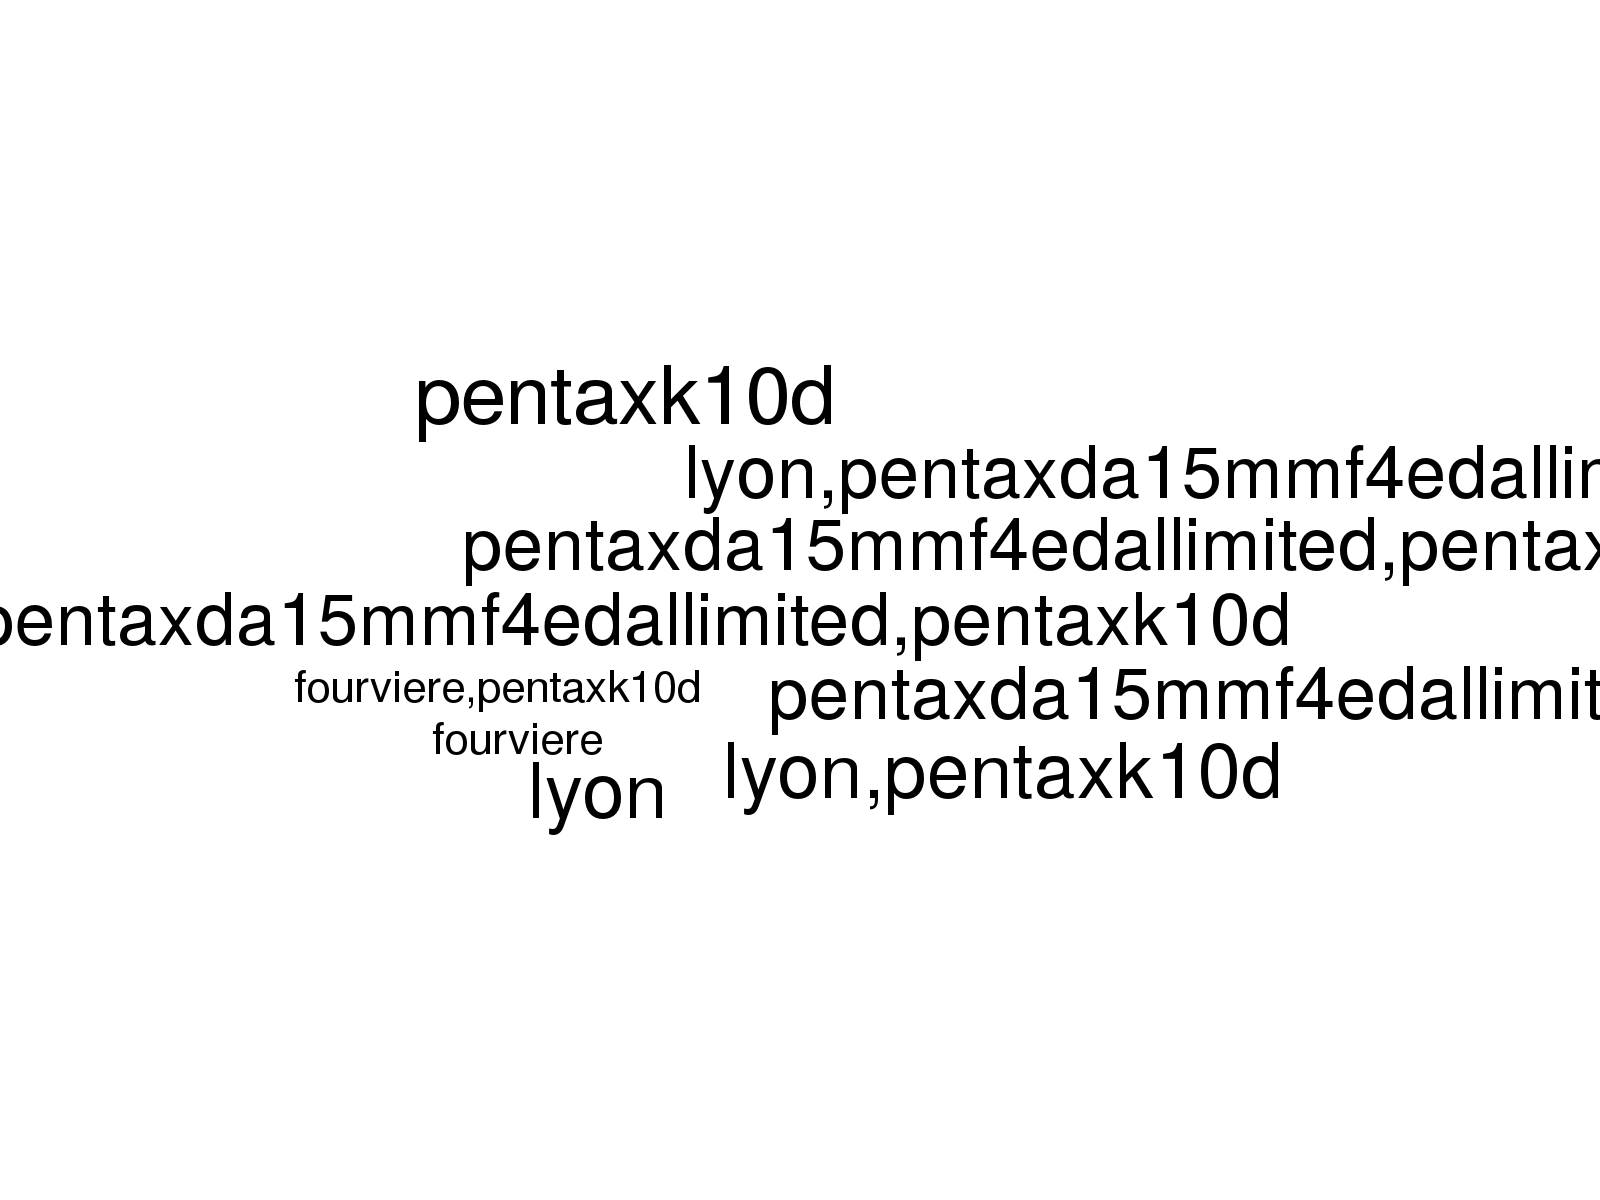 pentaxk10d
lyon,pentaxda15mmf4edallin
pentaxda15mmf4edallimited,pentax
pentaxda15mmf4edallimited,pentaxk10d
fourviere,pentaxk10d
pentaxda15mmf4edallimit
fourviere
lyon
lyon,pentaxk10d